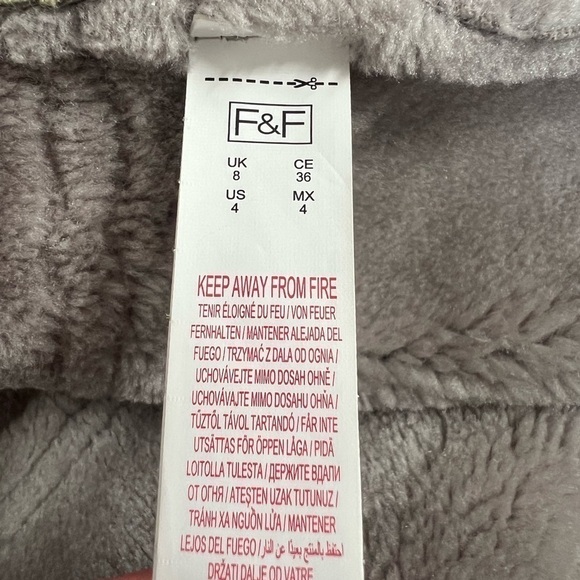 F&F
UK CE
8 36
US MX
4 4
KEEP AWAY FROM FIRE
TENIR ÉLOIGNÉ DU FEU / VON FEUER
FERNHALTEN / MANTENER ALEJADA DEL
FUEGO / TRZYMAĆ Z DALA OD OGNIA /
UCHOVÁVEJTE MIMO DOSAH OHNĚ /
UCHOVÁVAJTE MIMO DOSAHU OHŇA /
TŰZTŐL TÁVOL TARTANDÓ / FÅR INTE
UTSÄTTAS FÖR ÖPPEN LÅGA / PIDÄ
LOITOLLA TULESTA / ДЕРЖИТЕ ВДАЛИ
ОТ ОГНЯ / ATEŞTEN UZAK TUTUNUZ /
TRÁNH XA NGUỒN LỬA / MANTENER
LEJOS DEL FUEGO / احتفظ بالمنتج بعيدًا عن النار /
DRŽATI DALJE OD VATRE